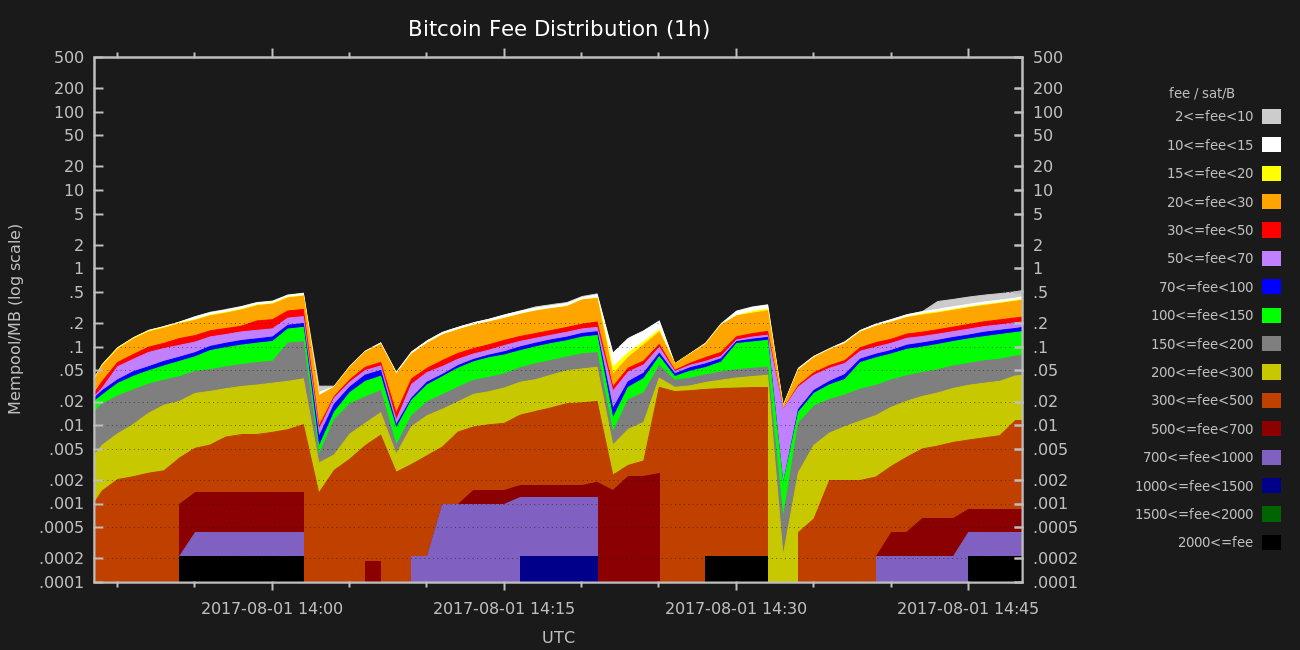 Bitcoin Fee Distribution (1h)
500
200
100
50
20
10
5
2
1
.5
.2
.1
.05
.02
.01
.005
.002
.001
.0005
.0002
.0001
Mempool/MB (log scale)
500
200
100
50
20
10
5
2
1
.5
.2
.1
.05
.02
.01
.005
.002
.001
.0005
.0002
.0001
2017-08-01 14:00
2017-08-01 14:15
2017-08-01 14:30
2017-08-01 14:45
UTC
fee / sat/B
2<=fee<10
10<=fee<15
15<=fee<20
20<=fee<30
30<=fee<50
50<=fee<70
70<=fee<100
100<=fee<150
150<=fee<200
200<=fee<300
300<=fee<500
500<=fee<700
700<=fee<1000
1000<=fee<1500
1500<=fee<2000
2000<=fee